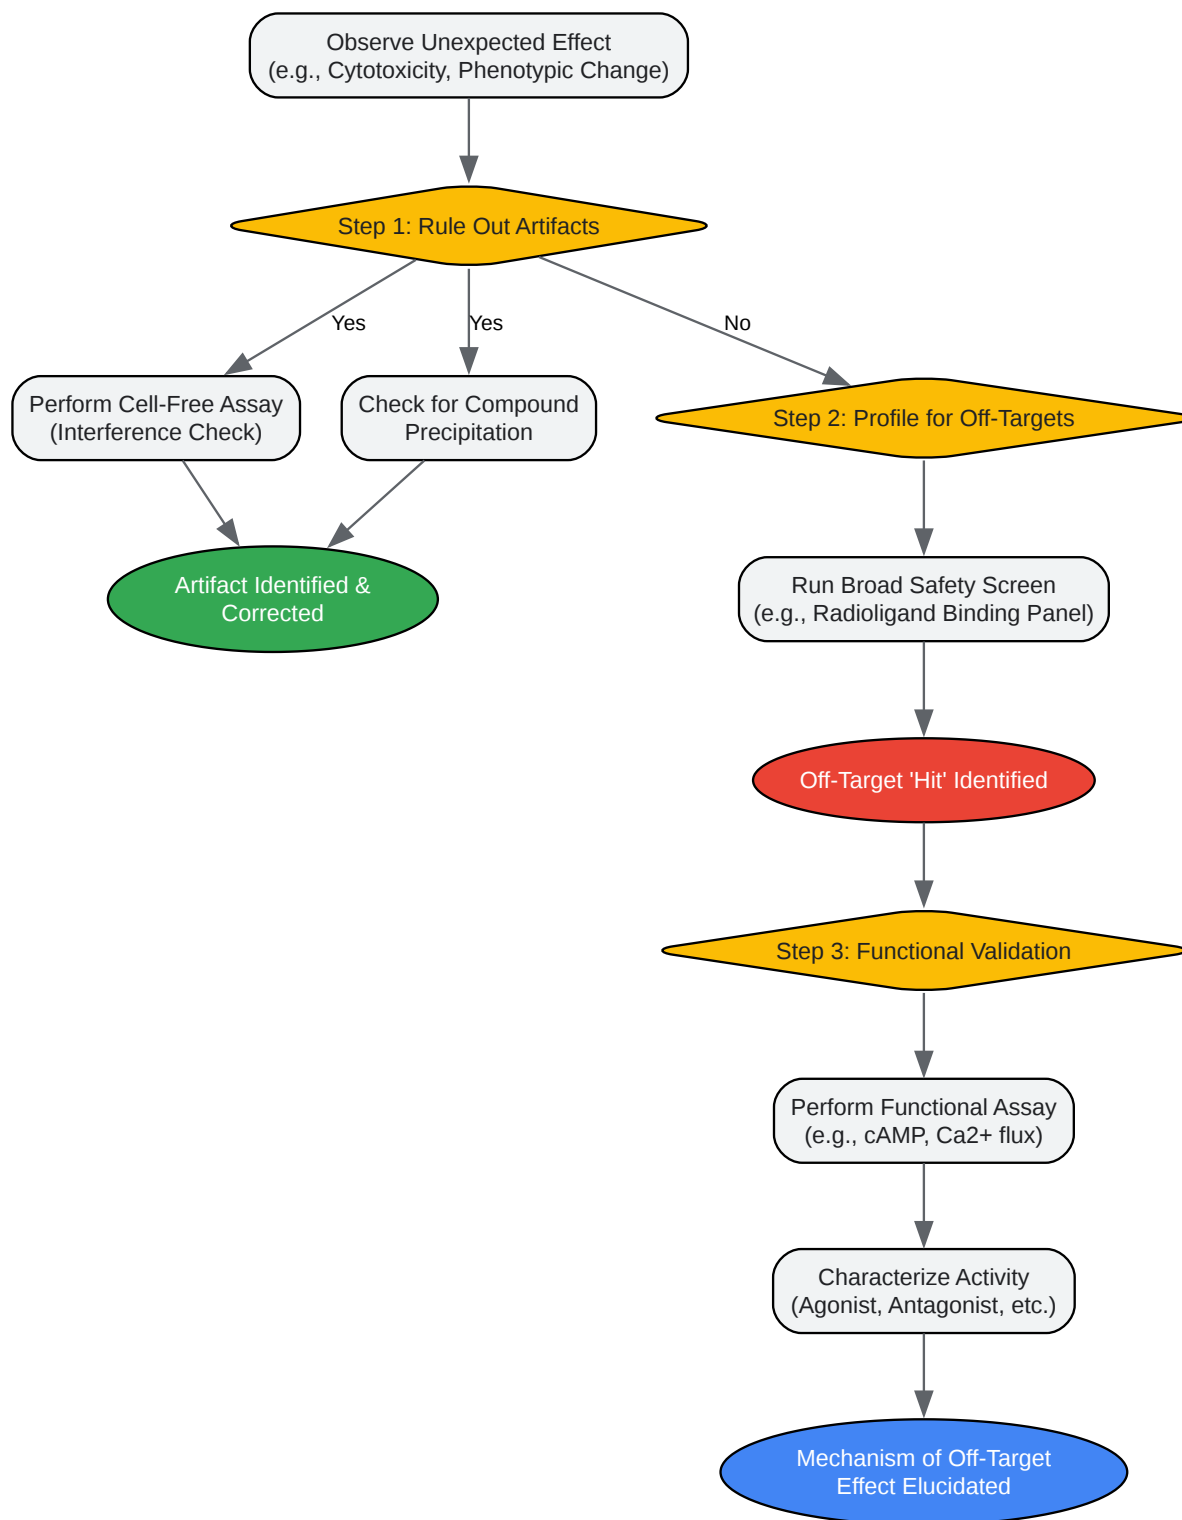 Observe Unexpected Effect
(e.g., Cytotoxicity, Phenotypic Change)
Step 1: Rule Out Artifacts
Yes
Yes
No
Perform Cell-Free Assay
(Interference Check)
Check for Compound
Precipitation
Step 2: Profile for Off-Targets
Artifact Identified &
Corrected
Run Broad Safety Screen
(e.g., Radioligand Binding Panel)
Off-Target 'Hit' Identified
Step 3: Functional Validation
Perform Functional Assay
(e.g., cAMP, Ca2+ flux)
Characterize Activity
(Agonist, Antagonist, etc.)
Mechanism of Off-Target
Effect Elucidated